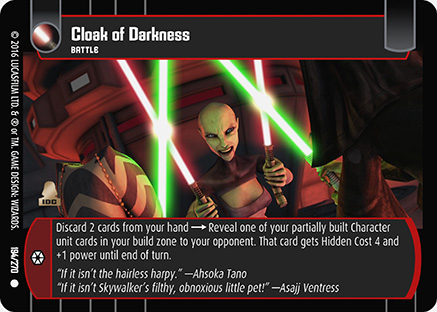 Cloak of Darkness
BATTLE
© 2016 LUCASFILM LTD. & ® OR TM. GAME DESIGN: WIZARDS.
IDC
Discard 2 cards from your hand → Reveal one of your partially built Character
unit cards in your build zone to your opponent. That card gets Hidden Cost 4 and
+1 power until end of turn.
"If it isn't the hairless harpy." —Ahsoka Tano
"If it isn't Skywalker's filthy, obnoxious little pet!" —Asajj Ventress
184/270